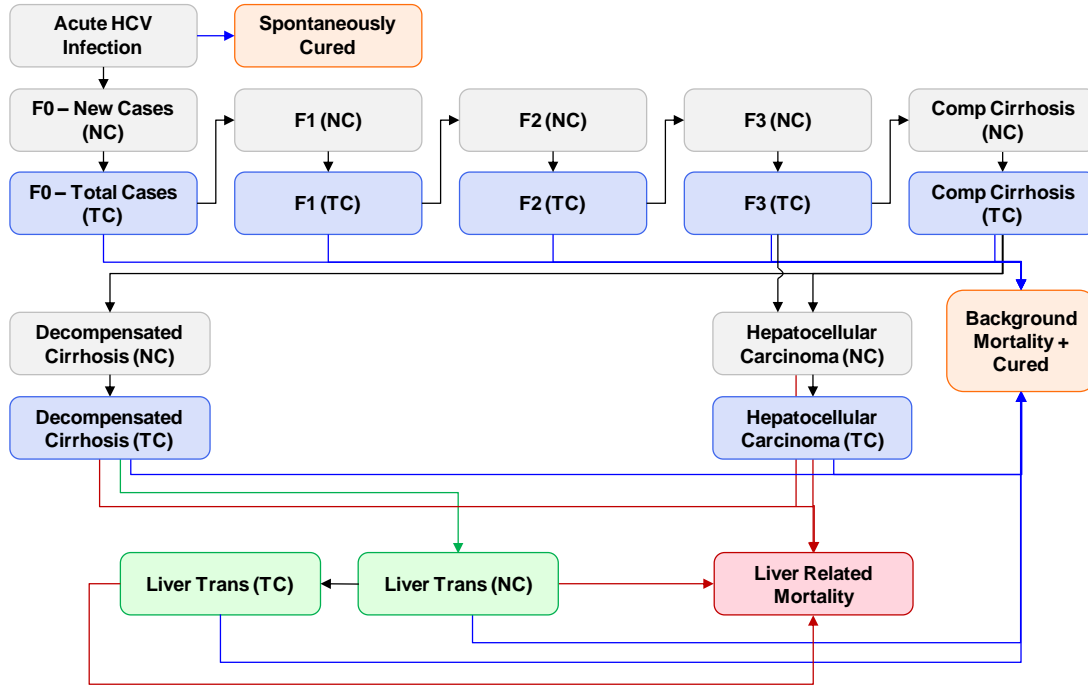 Acute HCV
Infection
Spontaneously
Cured
F0 – New Cases
(NC)
F1 (NC)
F2 (NC)
F3 (NC)
Comp Cirrhosis
(NC)
F0 – Total Cases
(TC)
F1 (TC)
F2 (TC)
F3 (TC)
Comp Cirrhosis
(TC)
Decompensated
Cirrhosis (NC)
Hepatocellular
Carcinoma (NC)
Background
Mortality +
Cured
Decompensated
Cirrhosis (TC)
Hepatocellular
Carcinoma (TC)
Liver Trans (TC)
Liver Trans (NC)
Liver Related
Mortality